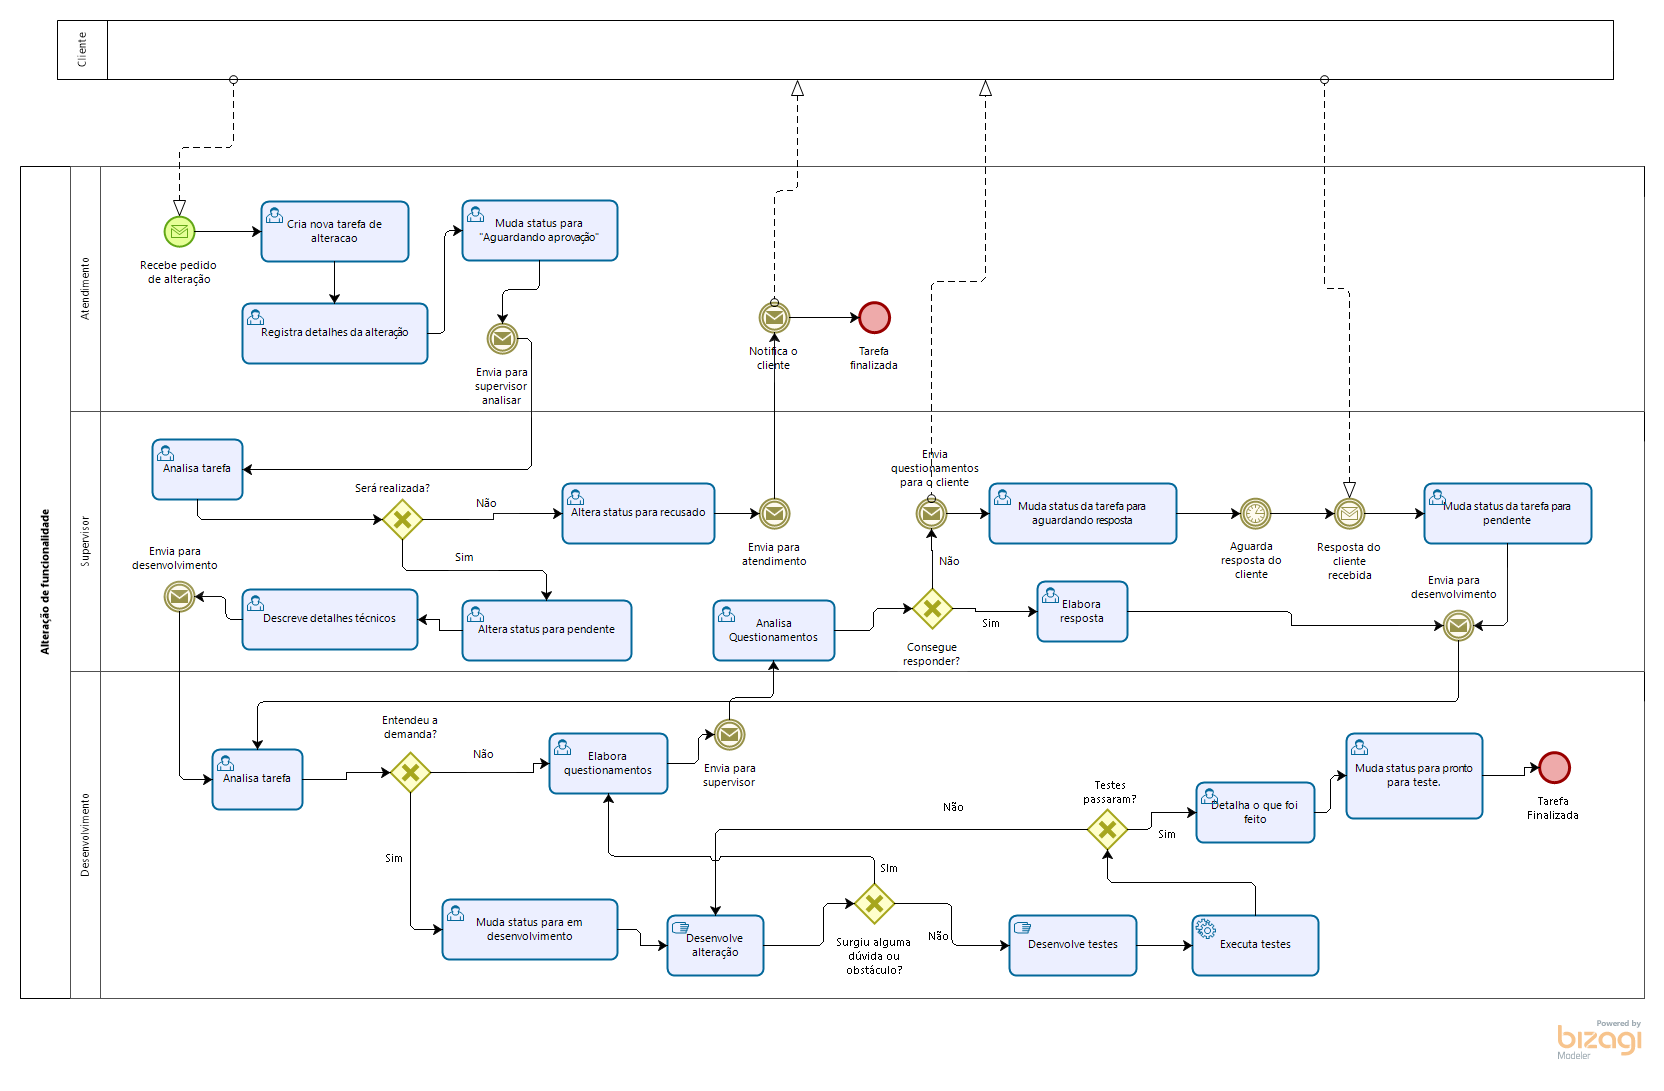 Cliente
Alteração de funcionalidade
Atendimento
Recebe pedido
de alteração
Cria nova tarefa de
alteracao
Registra detalhes da alteração
Muda status para
"Aguardando aprovação"
Envia para
supervisor
analisar
Notifica o
cliente
Tarefa
finalizada
Supervisor
Analisa tarefa
Será realizada?
Não
Sim
Altera status para recusado
Envia para
atendimento
Envia para
desenvolvimento
Descreve detalhes técnicos
Altera status para pendente
Analisa
Questionamentos
Consegue
responder?
Não
Sim
Envia
questionamentos
para o cliente
Muda status da tarefa para
aguardando resposta
Aguarda
resposta do
cliente
Resposta do
cliente
recebida
Muda status da tarefa para
pendente
Elabora
resposta
Envia para
desenvolvimento
Desenvolvimento
Analisa tarefa
Entendeu a
demanda?
Não
Sim
Elabora
questionamentos
Envia para
supervisor
Muda status para em
desenvolvimento
Desenvolve
alteração
Surgiu alguma
dúvida ou
obstáculo?
SIm
Não
Desenvolve testes
Executa testes
Testes
passaram?
Não
Sim
Detalha o que foi
feito
Muda status para pronto
para teste.
Tarefa
Finalizada
Powered by
bizagi
Modeler